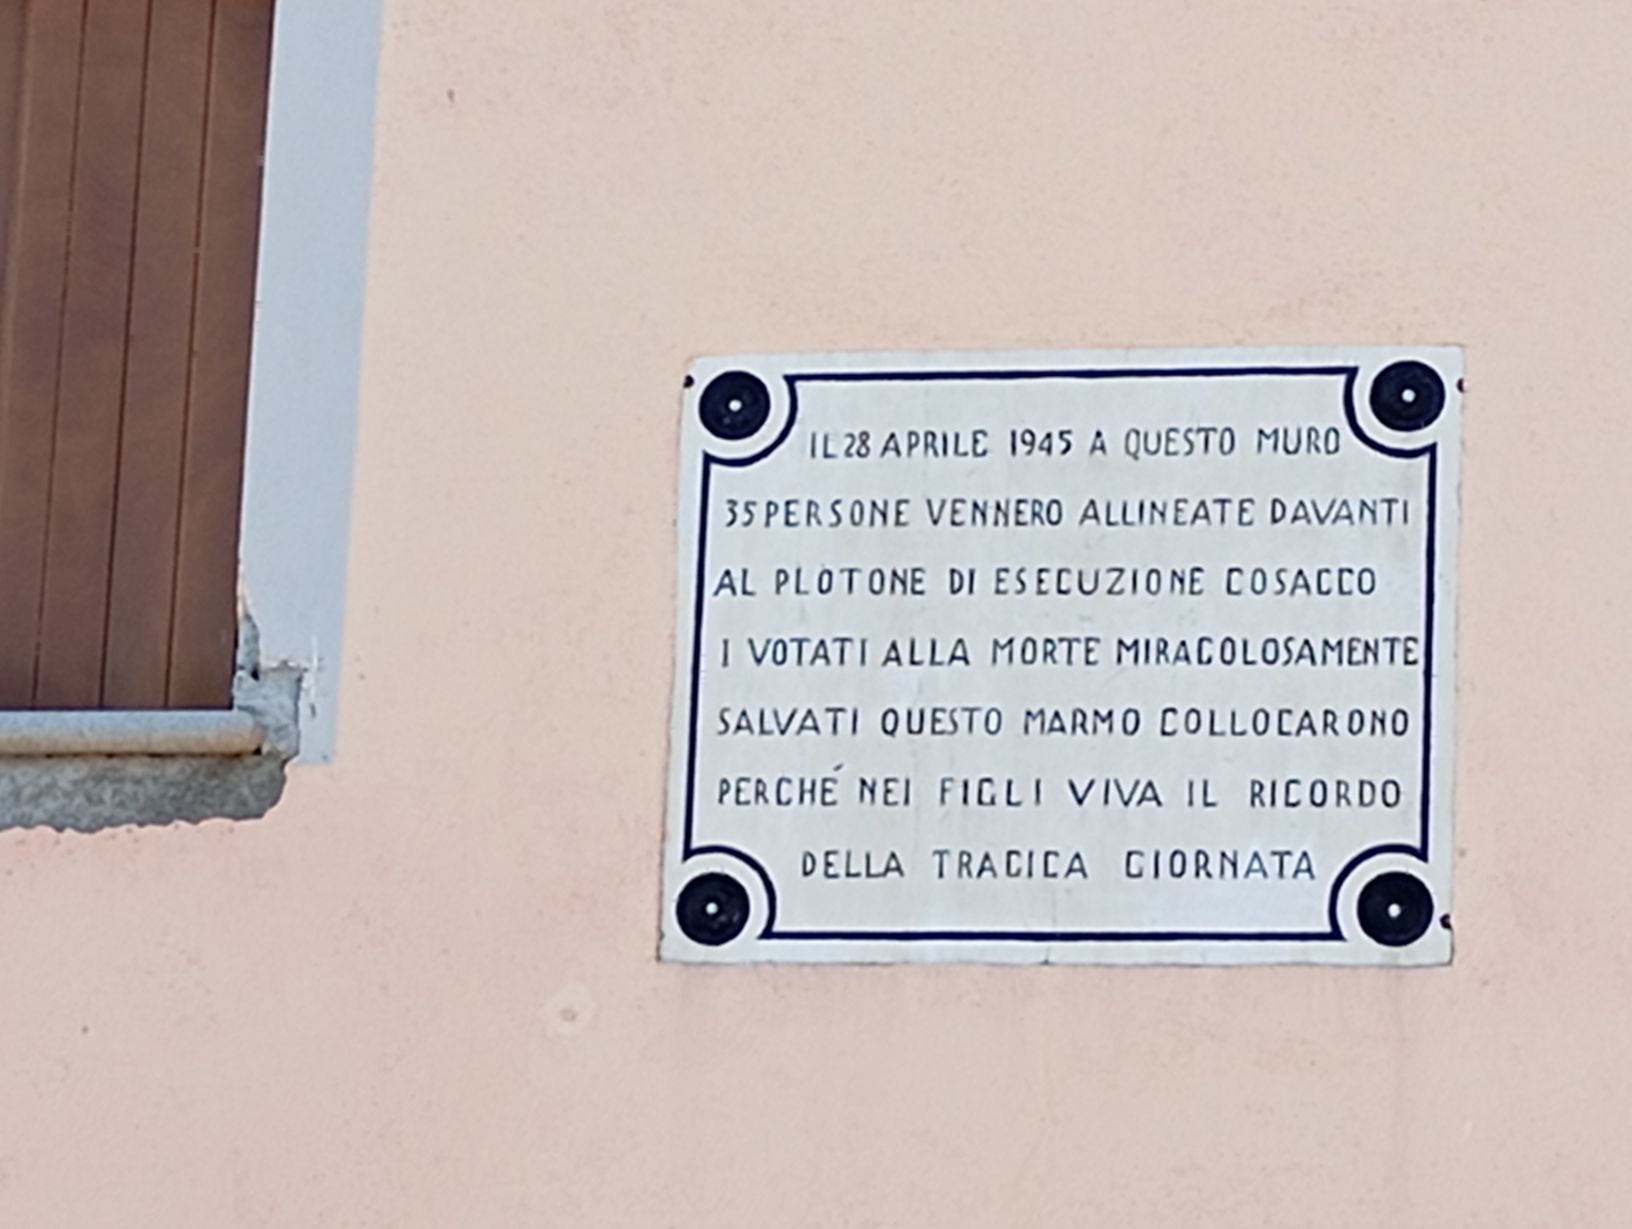 IL 28 APRILE 1945 A QUESTO MURO
35 PERSONE VENNERO ALLINEATE DAVANTI
AL PLOTONE DI ESECUZIONE COSACCO
I VOTATI ALLA MORTE MIRACOLOSAMENTE
SALVATI QUESTO MARMO COLLOCARONO
PERCHÉ NEI FIGLI VIVA IL RICORDO
DELLA TRAGICA GIORNATA